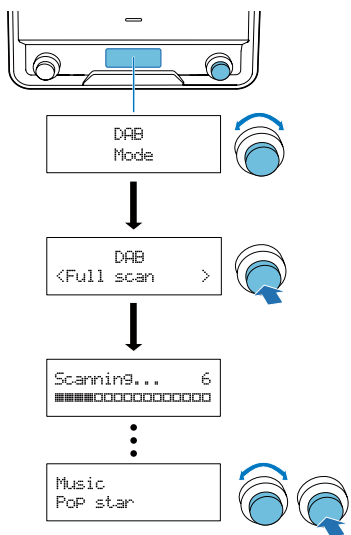 DAB
Mode
DAB
<Full scan >
Scanning... 6
Music
Pop star